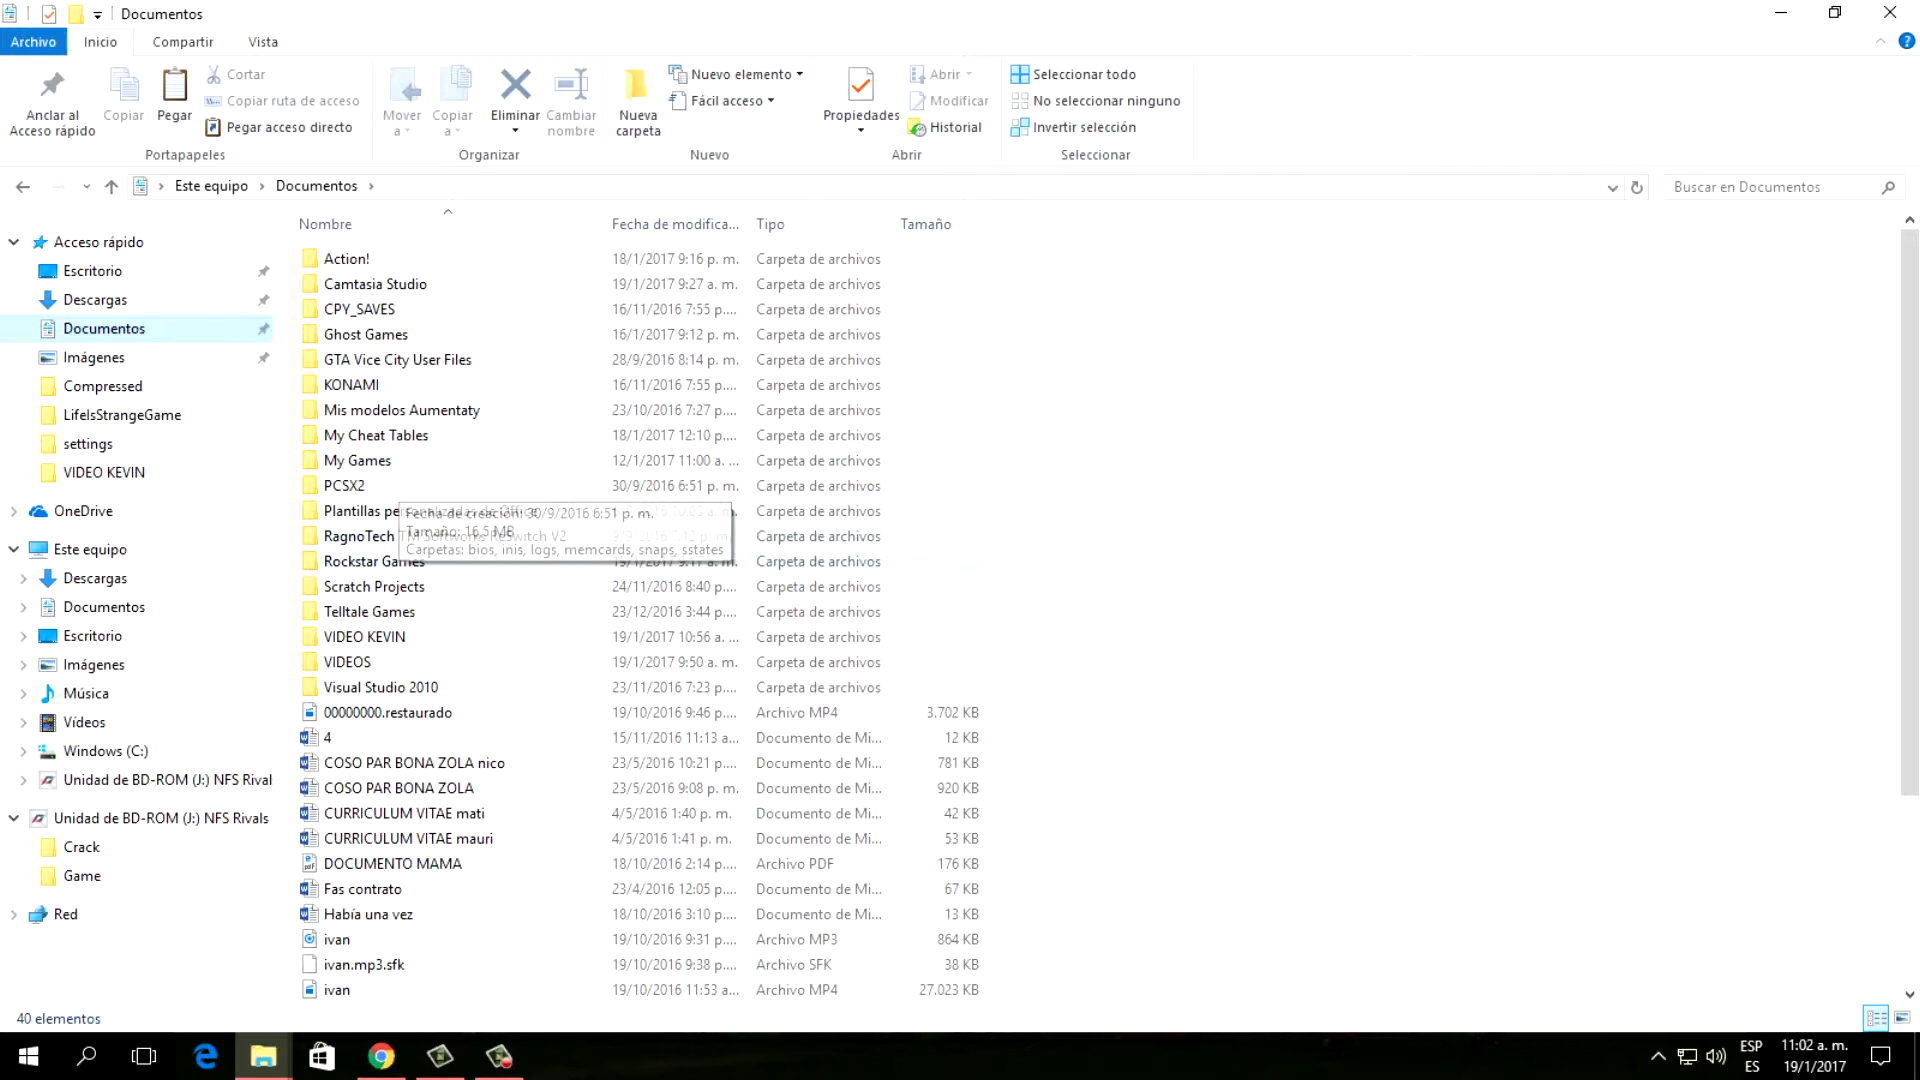 Documentos
Archivo Inicio Compartir Vista
Anclar al Acceso rápido
Copiar
Pegar
Cortar
Copiar ruta de acceso
Pegar acceso directo
Portapapeles
Mover a
Copiar a
Eliminar
Cambiar nombre
Organizar
Nueva carpeta
Nuevo elemento
Fácil acceso
Nuevo
Propiedades
Abrir
Modificar
Historial
Abrir
Seleccionar todo
No seleccionar ninguno
Invertir selección
Seleccionar
Este equipo > Documentos >
Buscar en Documentos
Acceso rápido
Escritorio
Descargas
Documentos
Imágenes
Compressed
LifeIsStrangeGame
settings
VIDEO KEVIN
OneDrive
Este equipo
Descargas
Documentos
Escritorio
Imágenes
Música
Vídeos
Windows (C:)
Unidad de BD-ROM (J:) NFS Rival
Unidad de BD-ROM (J:) NFS Rivals
Crack
Game
Red
Nombre Fecha de modifica... Tipo Tamaño
Action! 18/1/2017 9:16 p. m. Carpeta de archivos
Camtasia Studio 19/1/2017 9:27 a. m. Carpeta de archivos
CPY_SAVES 16/11/2016 7:55 p.... Carpeta de archivos
Ghost Games 16/1/2017 9:12 p. m. Carpeta de archivos
GTA Vice City User Files 28/9/2016 8:14 p. m. Carpeta de archivos
KONAMI 16/11/2016 7:55 p.... Carpeta de archivos
Mis modelos Aumentaty 23/10/2016 7:27 p.... Carpeta de archivos
My Cheat Tables 18/1/2017 12:10 p.... Carpeta de archivos
My Games 12/1/2017 11:00 a. ... Carpeta de archivos
PCSX2 30/9/2016 6:51 p. m. Carpeta de archivos
Plantillas Carpeta de archivos
Fecha de creación: 30/9/2016 6:51 p. m.
Tamaño: 16,5 MB
Carpetas: bios, inis, logs, memcards, snaps, sstates
RagnoTech Carpeta de archivos
Rockstar Games 19/1/2017 9:17 a. m. Carpeta de archivos
Scratch Projects 24/11/2016 8:40 p.... Carpeta de archivos
Telltale Games 23/12/2016 3:44 p.... Carpeta de archivos
VIDEO KEVIN 19/1/2017 10:56 a. ... Carpeta de archivos
VIDEOS 19/1/2017 9:50 a. m. Carpeta de archivos
Visual Studio 2010 23/11/2016 7:23 p.... Carpeta de archivos
00000000.restaurado 19/10/2016 9:46 p.... Archivo MP4 3.702 KB
4 15/11/2016 11:13 a... Documento de Mi... 12 KB
COSO PAR BONA ZOLA nico 23/5/2016 10:21 p.... Documento de Mi... 781 KB
COSO PAR BONA ZOLA 23/5/2016 9:08 p. m. Documento de Mi... 920 KB
CURRICULUM VITAE mati 4/5/2016 1:40 p. m. Documento de Mi... 42 KB
CURRICULUM VITAE mauri 4/5/2016 1:41 p. m. Documento de Mi... 53 KB
DOCUMENTO MAMA 18/10/2016 2:14 p.... Archivo PDF 176 KB
Fas contrato 23/4/2016 12:05 p.... Documento de Mi... 67 KB
Había una vez 18/10/2016 3:10 p.... Documento de Mi... 13 KB
ivan 19/10/2016 9:31 p.... Archivo MP3 864 KB
ivan.mp3.sfk 19/10/2016 9:38 p.... Archivo SFK 38 KB
ivan 19/10/2016 11:53 a... Archivo MP4 27.023 KB
40 elementos
ESP
ES
11:02 a. m.
19/1/2017